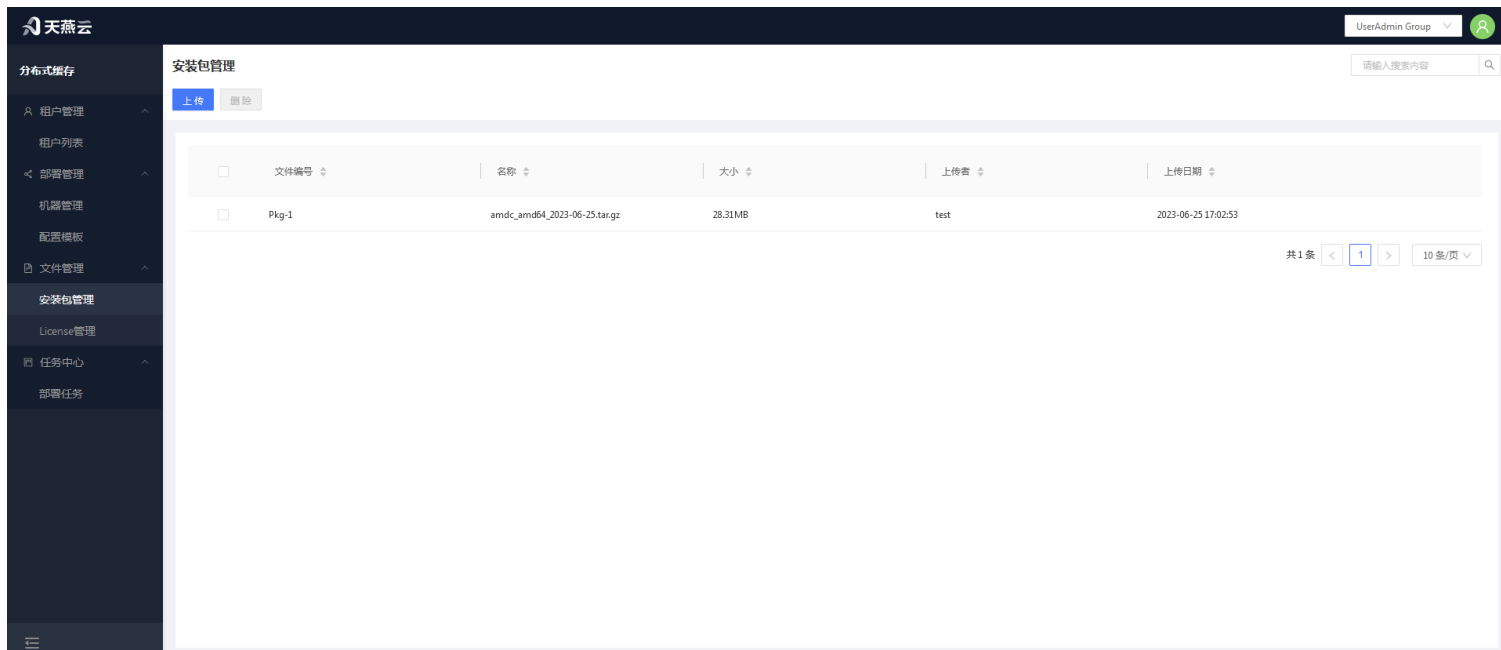 天燕云
UserAdmin Group
分布式缓存
租户管理
租户列表
部署管理
机器管理
配置模板
文件管理
安装包管理
License管理
任务中心
部署任务
安装包管理
请输入搜索内容
上传 删除
文件编号 名称 大小 上传者 上传日期
Pkg-1 amdc_amd64_2023-06-25.tar.gz 28.31MB test 2023-06-25 17:02:53
共1条 < 1 > 10 条/页